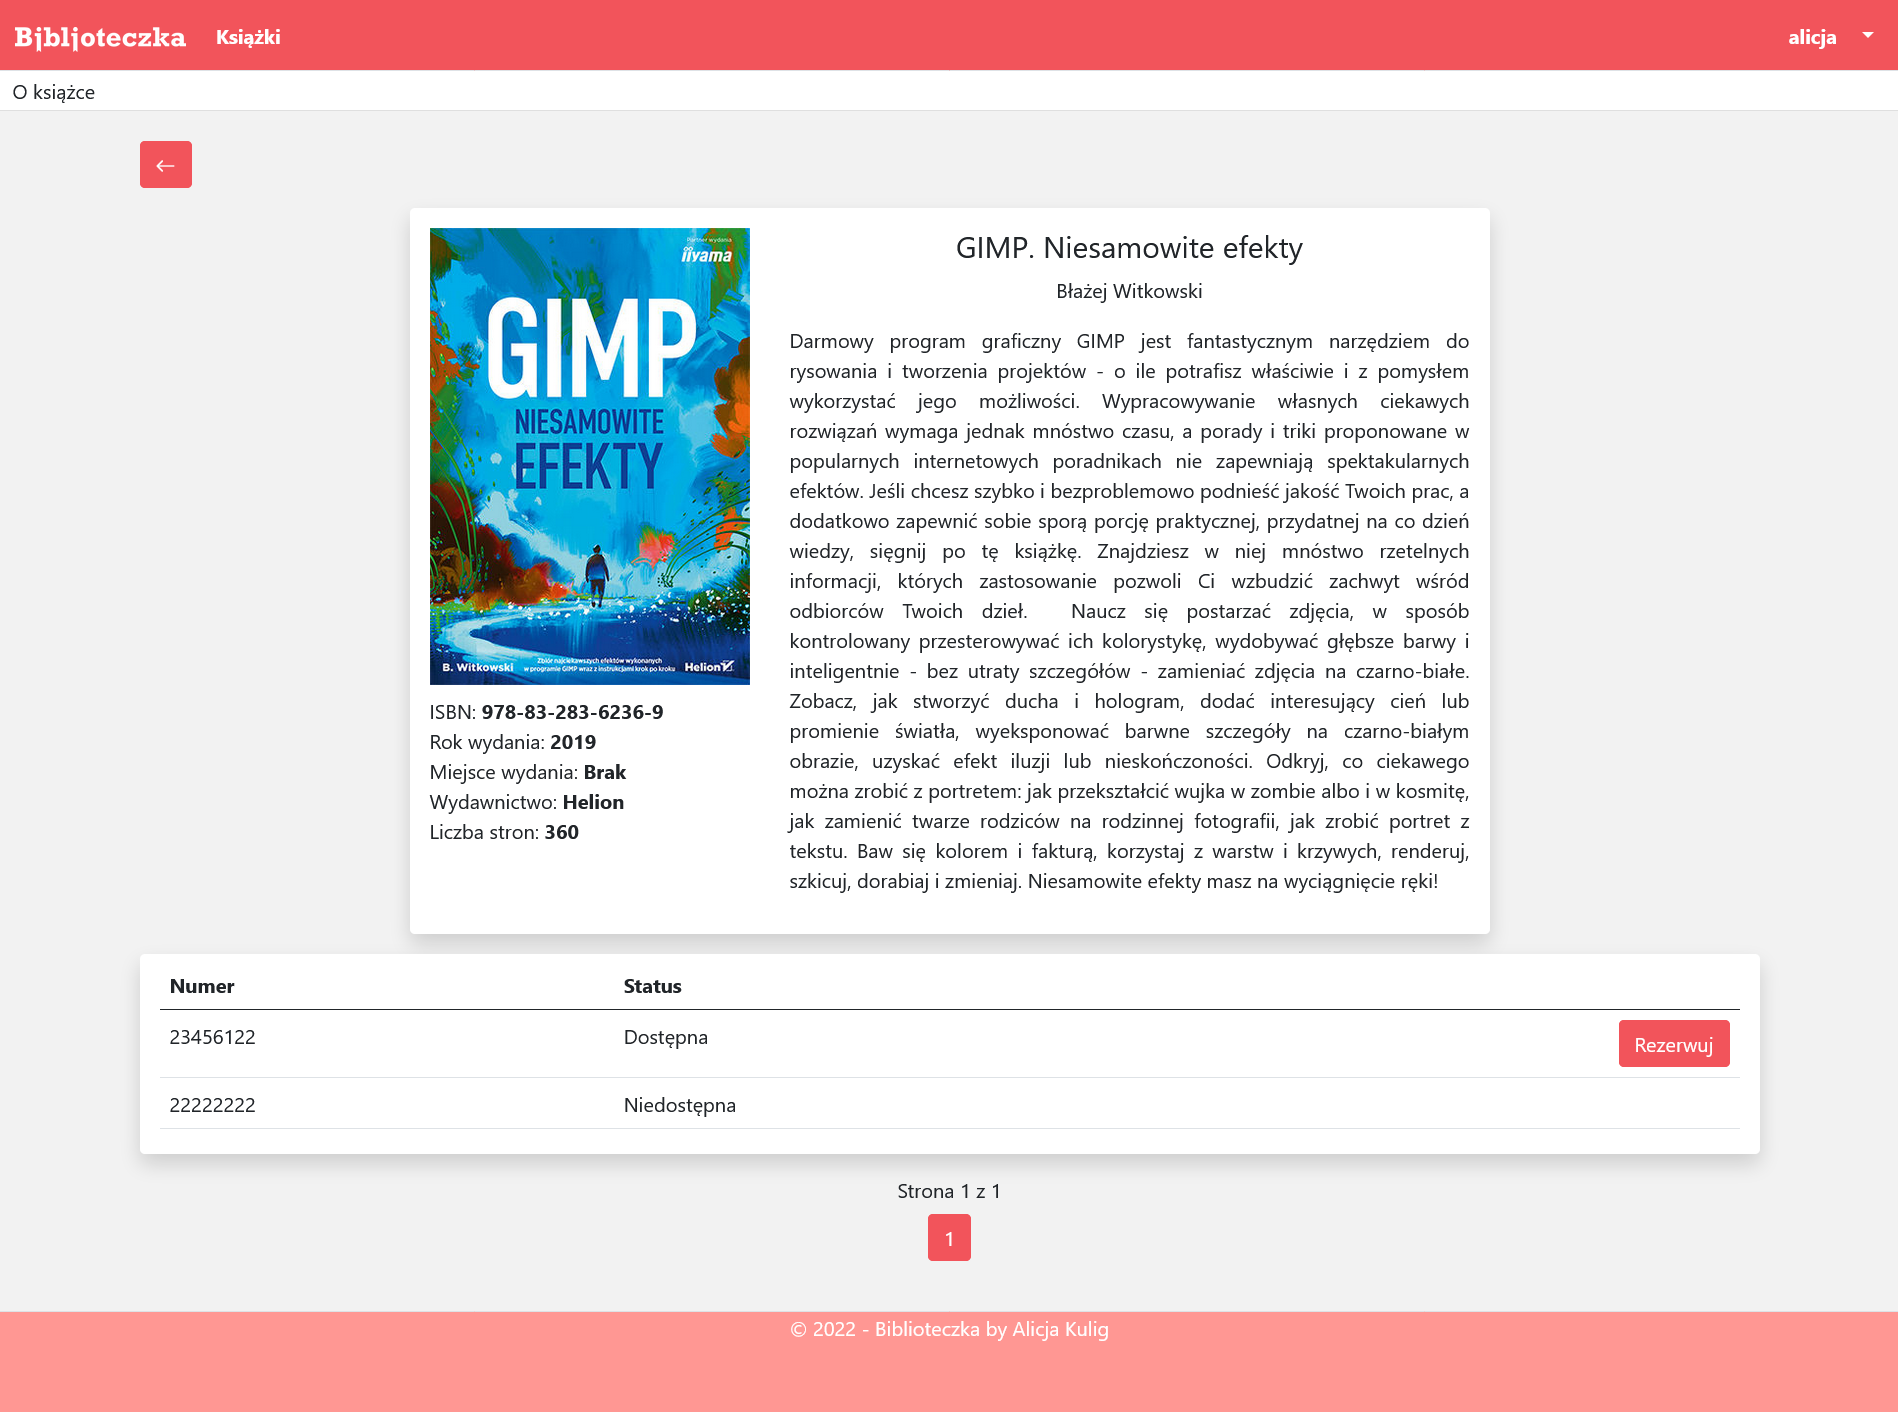 Bjbljoteczka Książki alicja
O książce
←
Partner wydania
iiyama
GIMP
NIESAMOWITE
EFEKTY
B. Witkowski
Zbiór najciekawszych efektów wykonanych
w programie GIMP wraz z instrukcjami krok po kroku
Helion
ISBN: 978-83-283-6236-9
Rok wydania: 2019
Miejsce wydania: Brak
Wydawnictwo: Helion
Liczba stron: 360
GIMP. Niesamowite efekty
Błażej Witkowski
Darmowy program graficzny GIMP jest fantastycznym narzędziem do
rysowania i tworzenia projektów - o ile potrafisz właściwie i z pomysłem
wykorzystać jego możliwości. Wypracowywanie własnych ciekawych
rozwiązań wymaga jednak mnóstwo czasu, a porady i triki proponowane w
popularnych internetowych poradnikach nie zapewniają spektakularnych
efektów. Jeśli chcesz szybko i bezproblemowo podnieść jakość Twoich prac, a
dodatkowo zapewnić sobie sporą porcję praktycznej, przydatnej na co dzień
wiedzy, sięgnij po tę książkę. Znajdziesz w niej mnóstwo rzetelnych
informacji, których zastosowanie pozwoli Ci wzbudzić zachwyt wśród
odbiorców Twoich dzieł. Naucz się postarzać zdjęcia, w sposób
kontrolowany przesterowywać ich kolorystykę, wydobywać głębsze barwy i
inteligentnie - bez utraty szczegółów - zamieniać zdjęcia na czarno-białe.
Zobacz, jak stworzyć ducha i hologram, dodać interesujący cień lub
promienie światła, wyeksponować barwne szczegóły na czarno-białym
obrazie, uzyskać efekt iluzji lub nieskończoności. Odkryj, co ciekawego
można zrobić z portretem: jak przekształcić wujka w zombie albo i w kosmitę,
jak zamienić twarze rodziców na rodzinnej fotografii, jak zrobić portret z
tekstu. Baw się kolorem i fakturą, korzystaj z warstw i krzywych, renderuj,
szkicuj, dorabiaj i zmieniaj. Niesamowite efekty masz na wyciągnięcie ręki!
Numer Status
23456122 Dostępna Rezerwuj
22222222 Niedostępna
Strona 1 z 1
1
© 2022 - Biblioteczka by Alicja Kulig